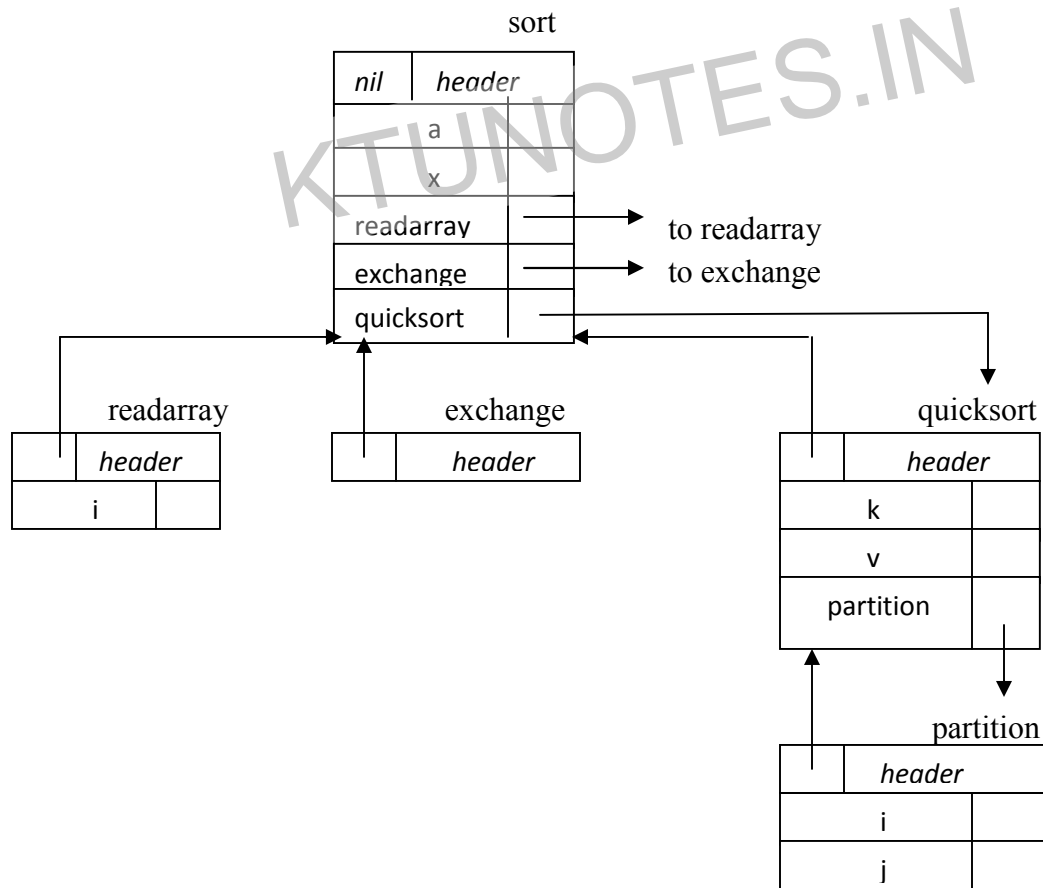 sort
nil header
a
x
readarray
to readarray
exchange
to exchange
quicksort
readarray
exchange
quicksort
header
header
header
i
k
v
partition
partition
header
i
j
KTUNOTES.IN